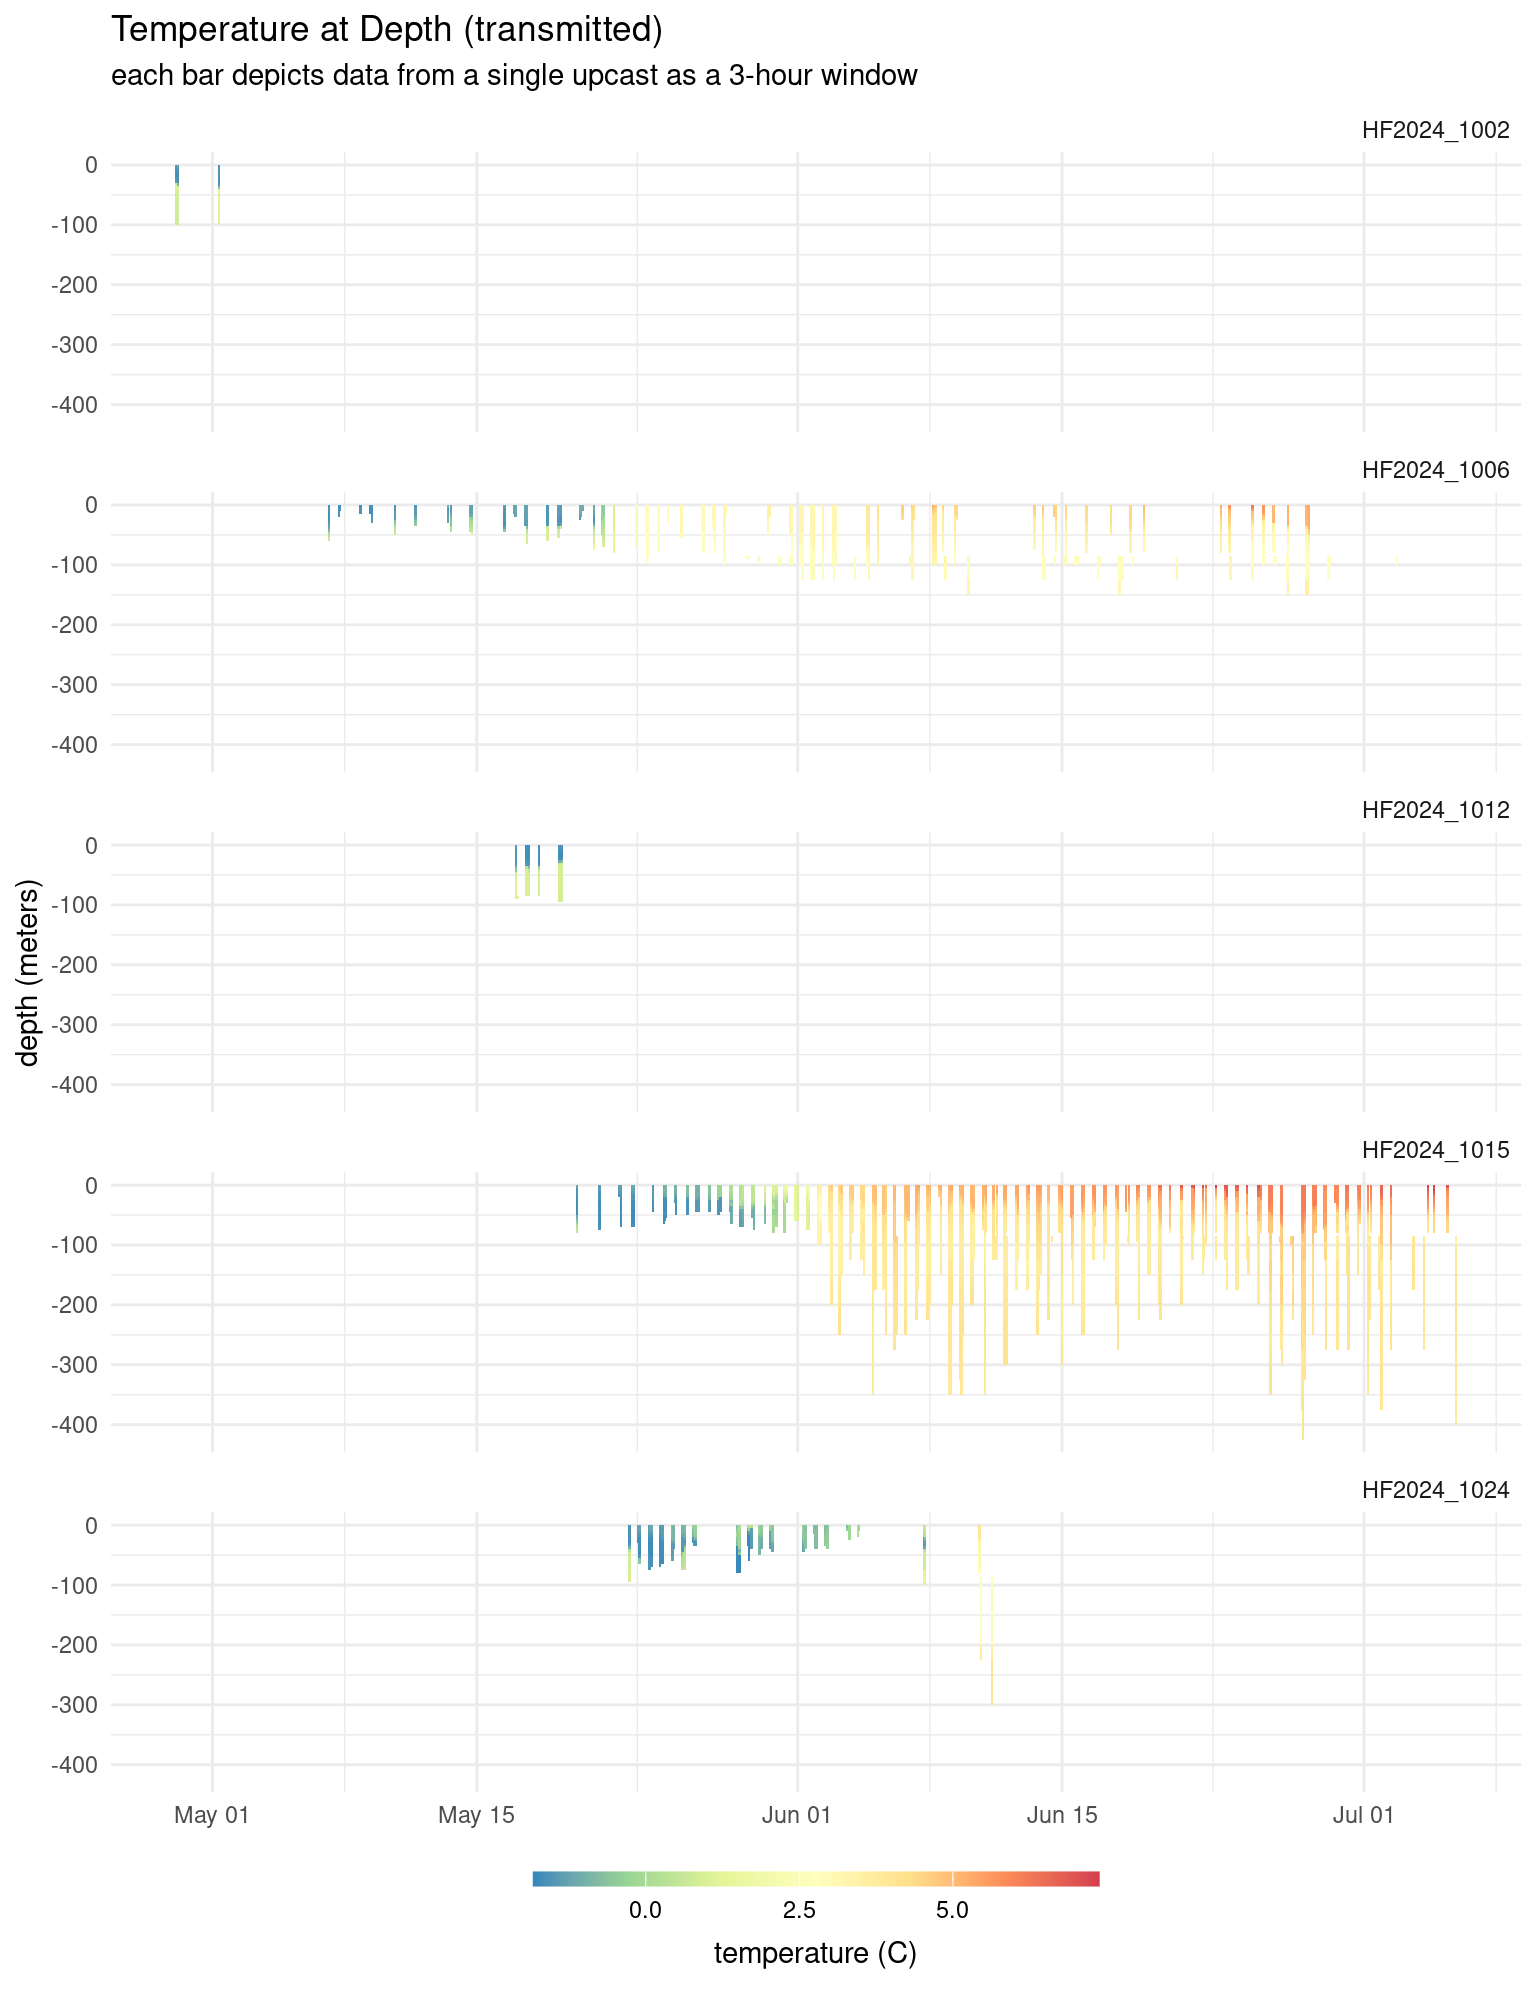 Temperature at Depth (transmitted)
each bar depicts data from a single upcast as a 3-hour window
HF2024_1002
0
-100
-200
-300
-400
HF2024_1006
0
-100
-200
-300
-400
HF2024_1012
0
-100
-200
-300
-400
depth (meters)
HF2024_1015
0
-100
-200
-300
-400
HF2024_1024
0
-100
-200
-300
-400
May 01 May 15 Jun 01 Jun 15 Jul 01
0.0 2.5 5.0
temperature (C)